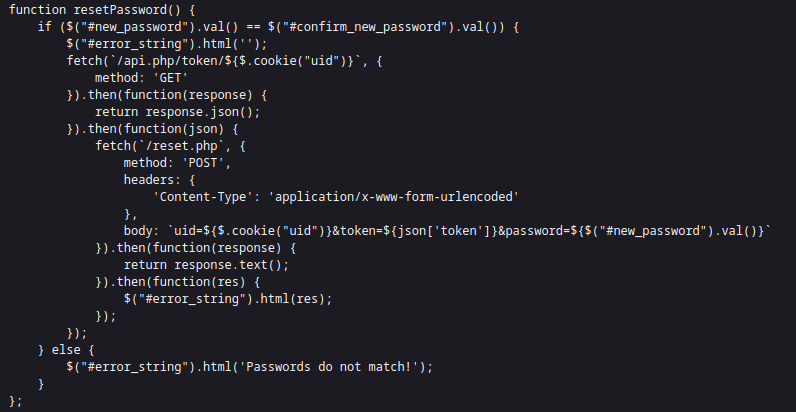 function resetPassword() {
    if ($("#new_password").val() == $("#confirm_new_password").val()) {
        $("#error_string").html('');
        fetch(`/api.php/token/${$.cookie("uid")}`, {
            method: 'GET'
        }).then(function(response) {
            return response.json();
        }).then(function(json) {
            fetch(`/reset.php`, {
                method: 'POST',
                headers: {
                    'Content-Type': 'application/x-www-form-urlencoded'
                },
                body: `uid=${$.cookie("uid")}&token=${json['token']}&password=${$("#new_password").val()}`
            }).then(function(response) {
                return response.text();
            }).then(function(res) {
                $("#error_string").html(res);
            });
        });
    } else {
        $("#error_string").html('Passwords do not match!');
    }
};